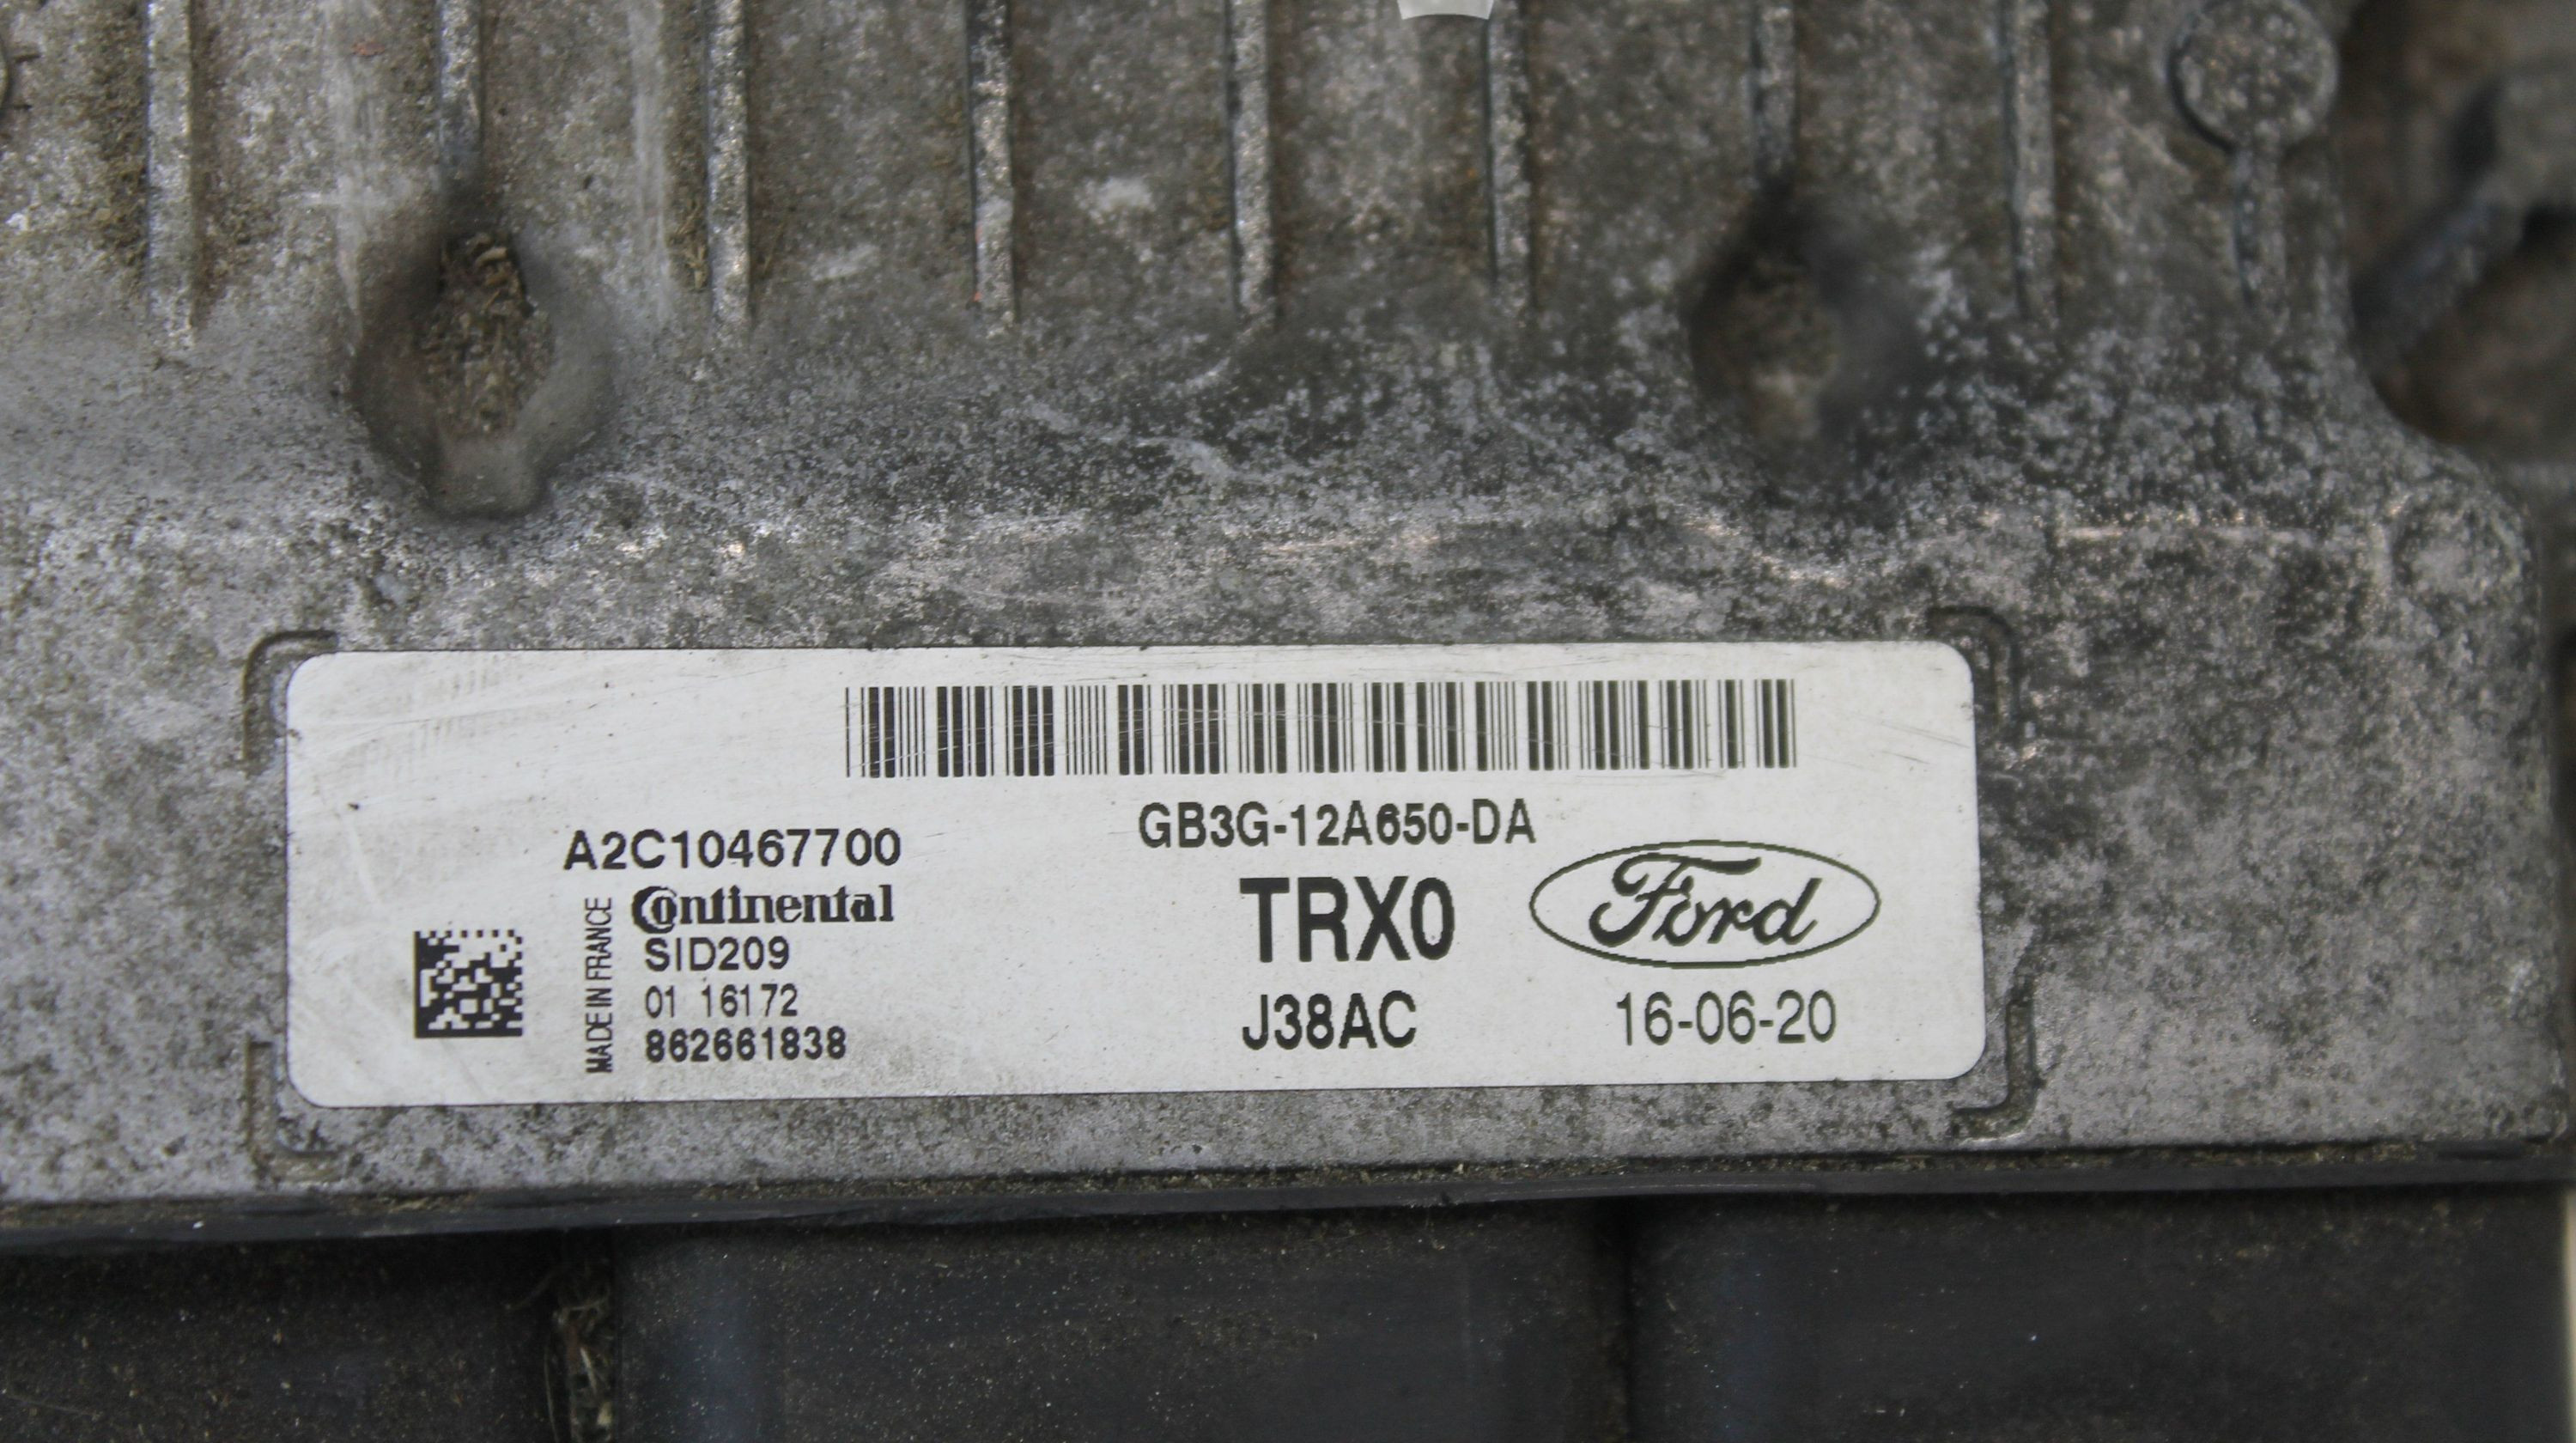 A2C10467700
MADE IN FRANCE
Continental
SID209
01 16172
862661838
GB3G-12A650-DA
TRX0
J38AC
Ford
16-06-20